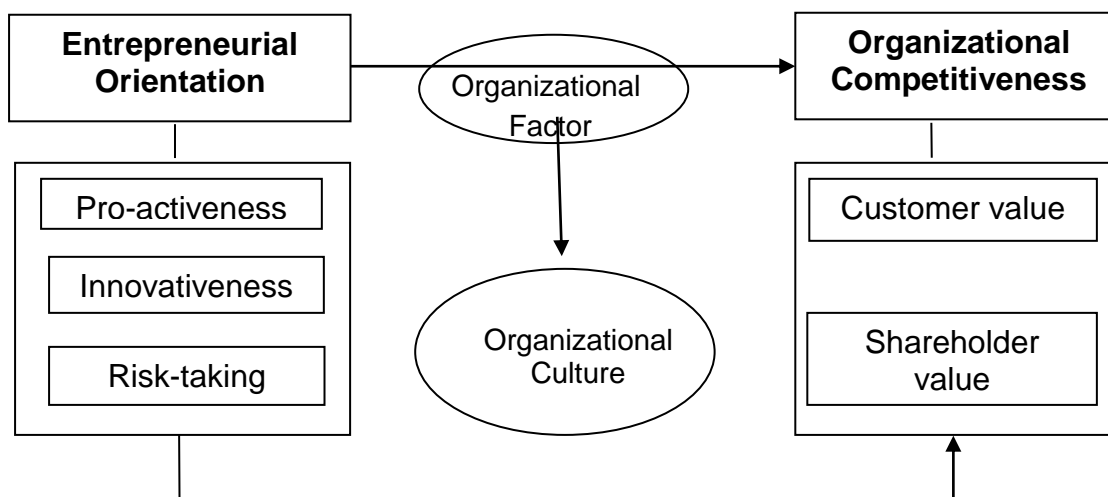 Entrepreneurial
Orientation
Organizational
Factor
Organizational
Competitiveness
Pro-activeness
Innovativeness
Risk-taking
Organizational
Culture
Customer value
Shareholder
value